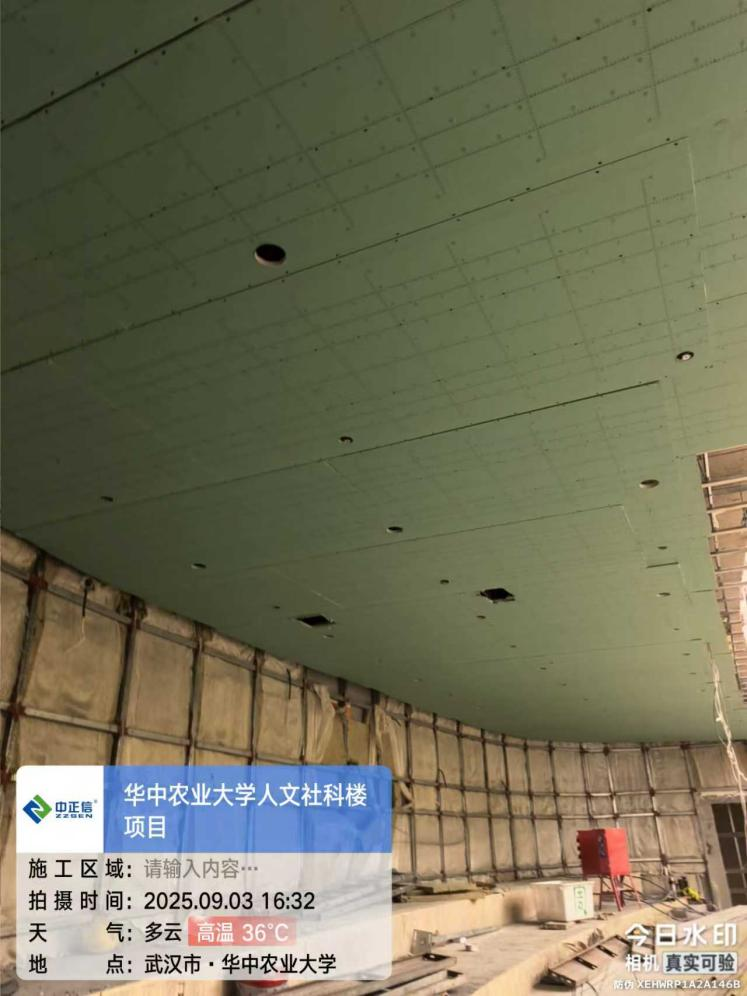 中正信®
ZZSEN
华中农业大学人文社科楼
项目
施工区域：请输入内容…
拍摄时间：2025.09.03 16:32
天 气：多云 高温 36°C
地 点：武汉市·华中农业大学
今日水印
相机 真实可验
防伪 XEHWRP1A2A146B